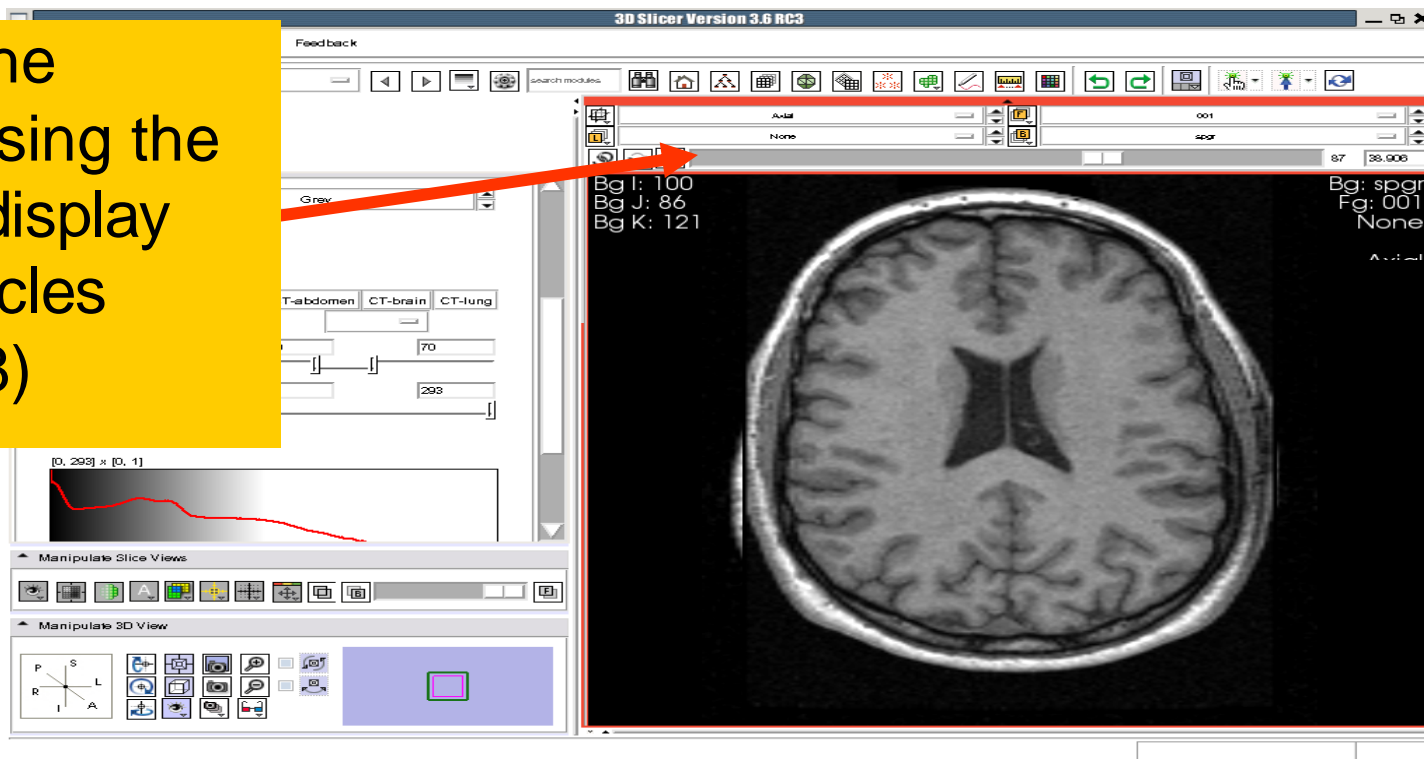 3D Slicer Version 3.6 RC3
ne
sing the
display
cles
3)
Feedback
search modules
Axial
001
None
spgr
87 38.906
Bg I: 100
Bg J: 86
Bg K: 121
Bg: spgr
Fg: 001
None
Axial
Grey
T-abdomen CT-brain CT-lung
70
293
[0, 293] x [0, 1]
Manipulate Slice Views
Manipulate 3D View
P S
R L
I A